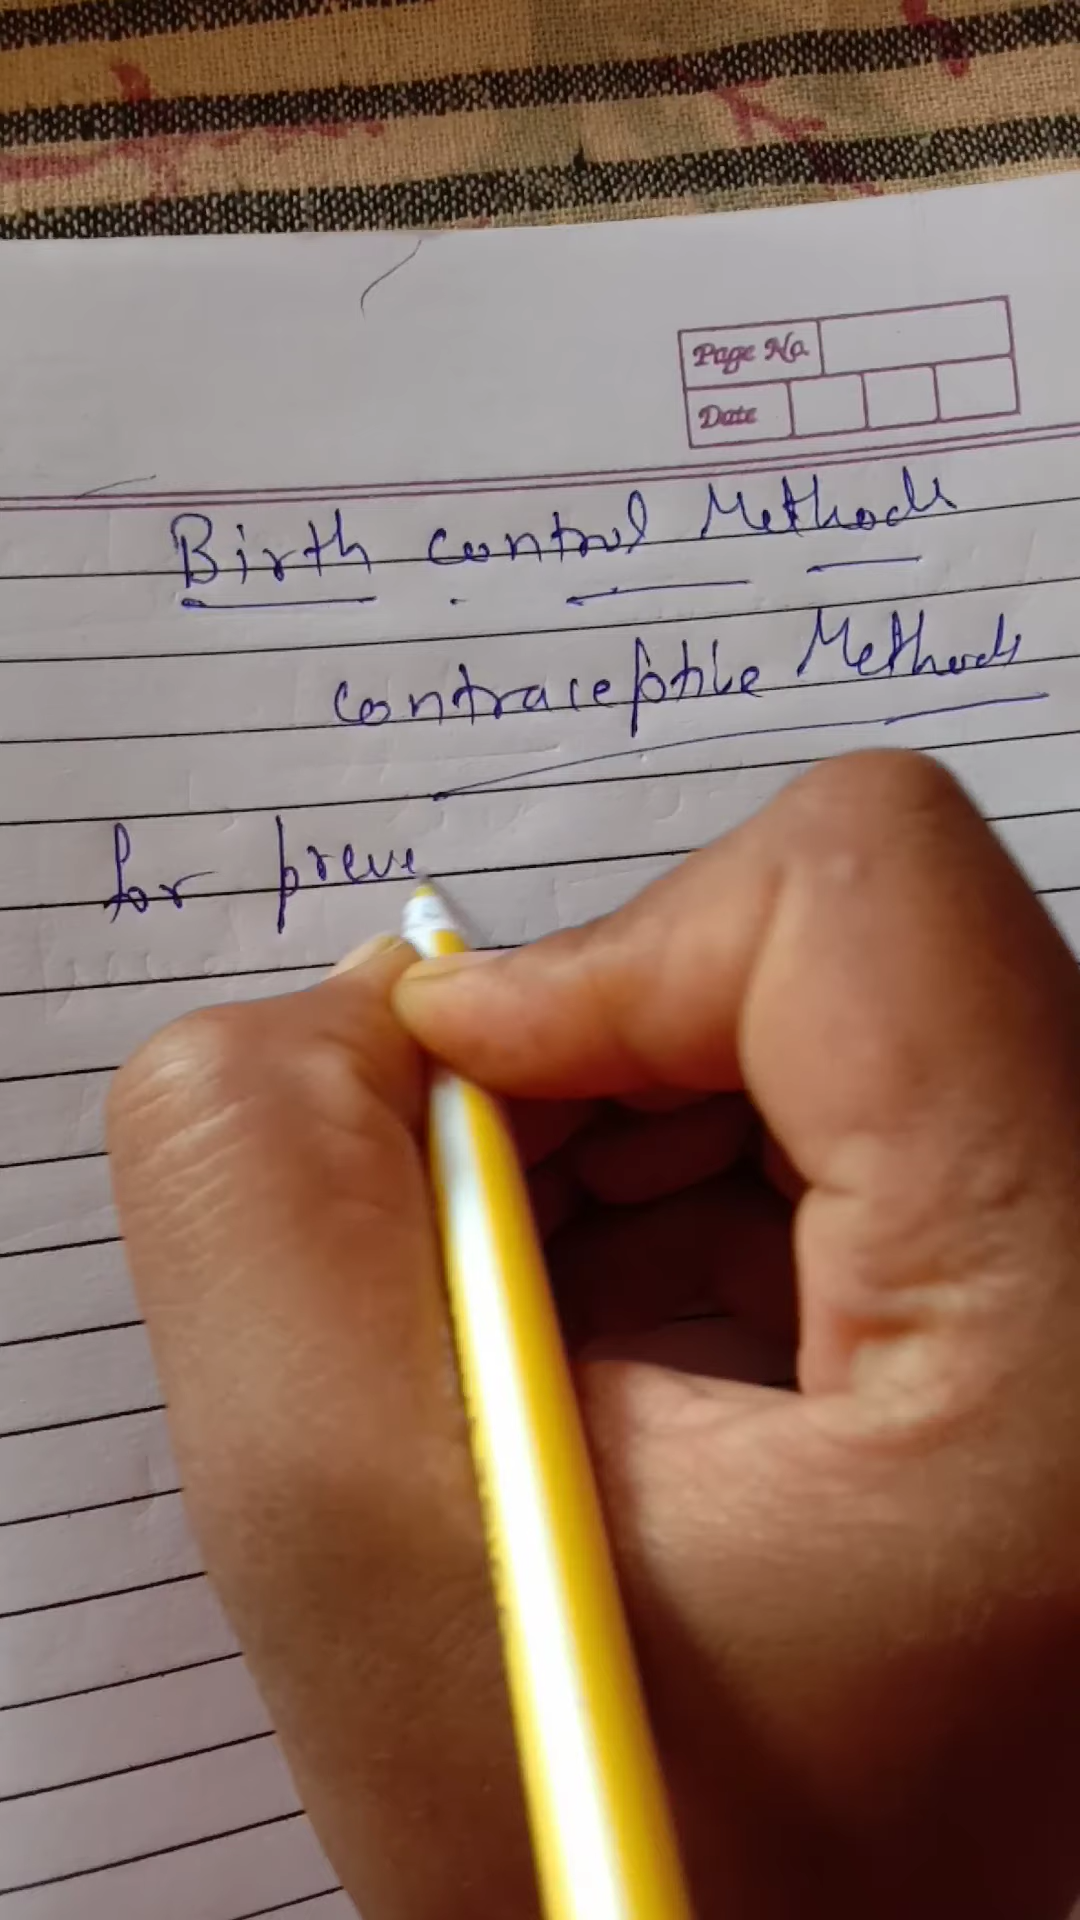 Page No.
Date
Birth control Methods
contraceptive Methods
for preve